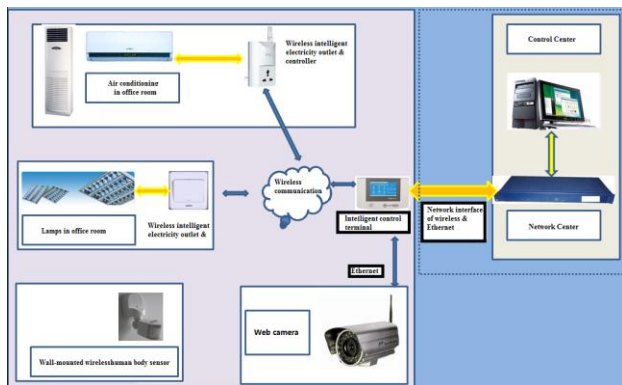 Wireless intelligent
electricity outlet &
controller
Air conditioning
in office room
Control Center
Wireless
communication
Lamps in office room
Wireless intelligent
electricity outlet &
Intelligent control
terminal
Network interface
of wireless &
Ethernet
Network Center
Ethernet
Web camera
Wall-mounted wirelesshuman body sensor